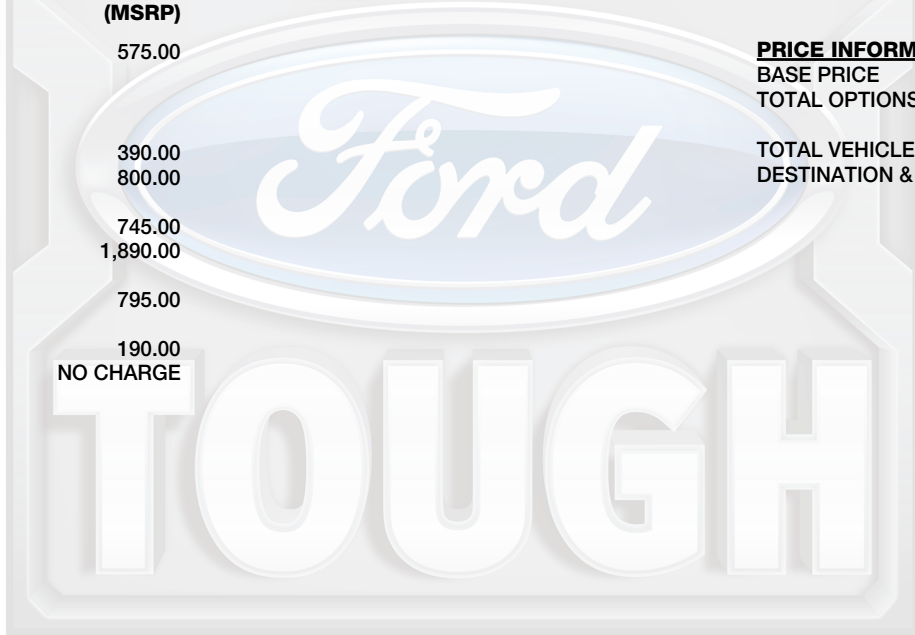 (MSRP)
575.00
390.00
800.00
745.00
1,890.00
795.00
190.00
NO CHARGE
PRICE INFORM
BASE PRICE
TOTAL OPTIONS
TOTAL VEHICLE
DESTINATION &
Ford
TOUGH